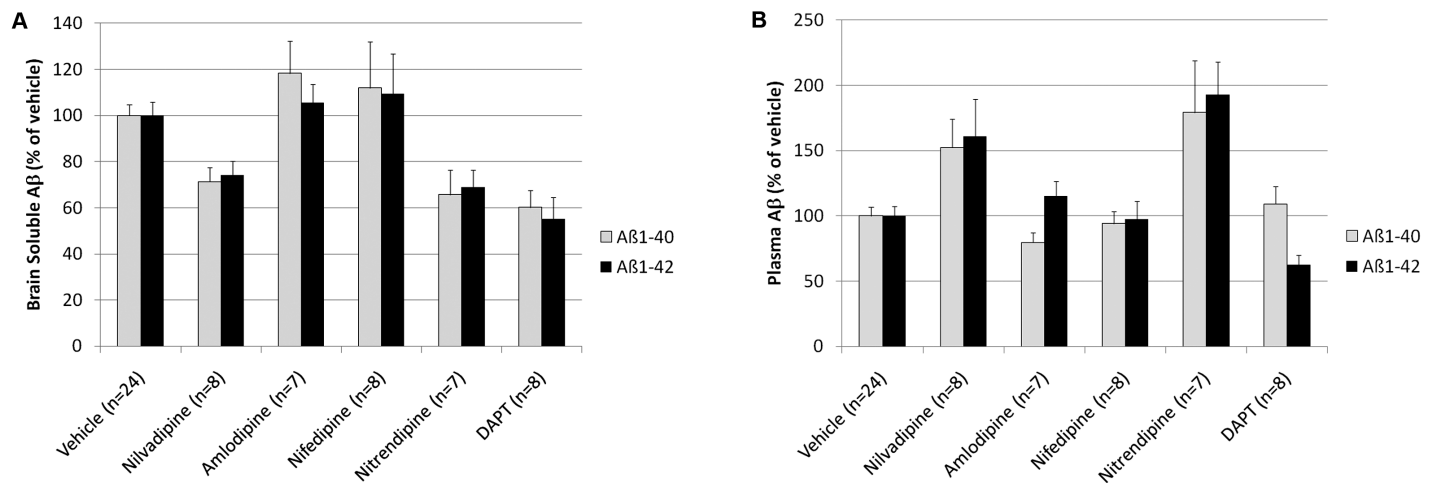 A
Brain Soluble Aβ (% of vehicle)
140
120
100
80
60
40
20
0
Vehicle (n=24)
Nilvadipine (n=8)
Amlodipine (n=7)
Nifedipine (n=8)
Nitrendipine (n=7)
DAPT (n=8)
Aß1-40
Aß1-42
B
Plasma Aβ (% of vehicle)
250
200
150
100
50
0
Vehicle (n=24)
Nilvadipine (n=8)
Amlodipine (n=7)
Nifedipine (n=8)
Nitrendipine (n=7)
DAPT (n=8)
Aß1-40
Aß1-42